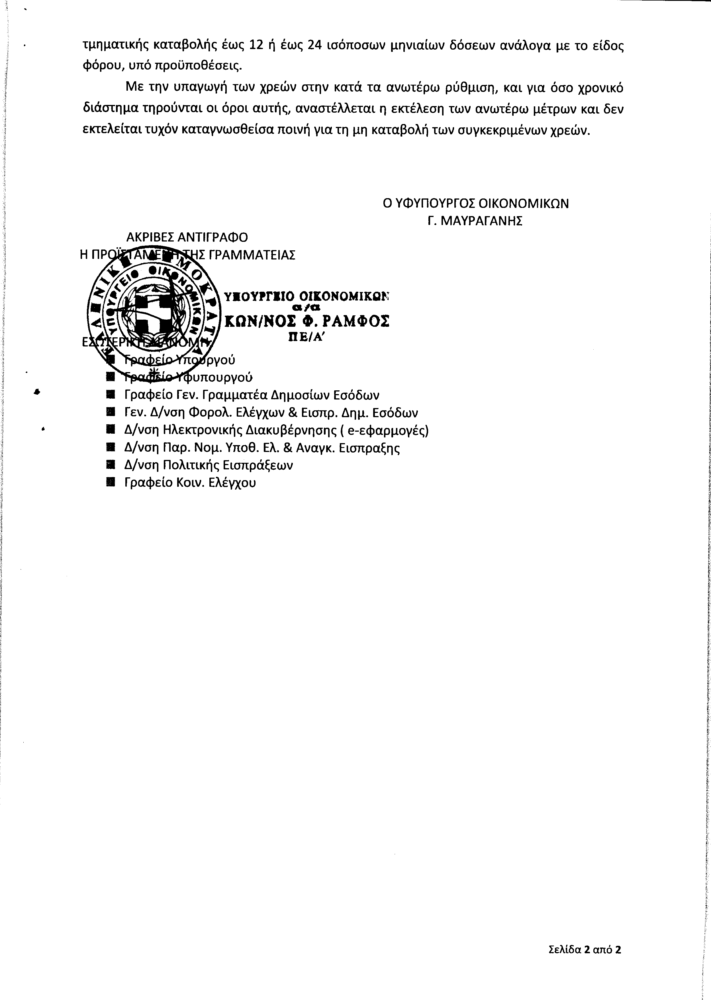 τμηματικής καταβολής έως 12 ή έως 24 ισόποσων μηνιαίων δόσεων ανάλογα με το είδος
φόρου, υπό προϋποθέσεις.
Με την υπαγωγή των χρεών στην κατά τα ανωτέρω ρύθμιση, και για όσο χρονικό
διάστημα τηρούνται οι όροι αυτής, αναστέλλεται η εκτέλεση των ανωτέρω μέτρων και δεν
εκτελείται τυχόν καταγνωσθείσα ποινή για τη μη καταβολή των συγκεκριμένων χρεών.
Ο ΥΦΥΠΟΥΡΓΟΣ ΟΙΚΟΝΟΜΙΚΩΝ
Γ. ΜΑΥΡΑΓΑΝΗΣ
ΑΚΡΙΒΕΣ ΑΝΤΙΓΡΑΦΟ
Η ΠΡΟΪΣΤΑΜΕΝΗ ΤΗΣ ΓΡΑΜΜΑΤΕΙΑΣ
ΕΛΛΗΝΙΚΗ ΔΗΜΟΚΡΑΤΙΑ
ΥΠΟΥΡΓΕΙΟ ΟΙΚΟΝΟΜΙΚΩΝ
ΥΠΟΥΡΓΕΙΟ ΟΙΚΟΝΟΜΙΚΩΝ
α/α
ΚΩΝ/ΝΟΣ Φ. ΡΑΜΦΟΣ
ΠΕ/Α΄
ΕΣΩΤΕΡΙΚΗ ΔΙΑΝΟΜΗ
Γραφείο Υπουργού
Γραφείο Υφυπουργού
Γραφείο Γεν. Γραμματέα Δημοσίων Εσόδων
Γεν. Δ/νση Φορολ. Ελέγχων & Εισπρ. Δημ. Εσόδων
Δ/νση Ηλεκτρονικής Διακυβέρνησης ( e-εφαρμογές)
Δ/νση Παρ. Νομ. Υποθ. Ελ. & Αναγκ. Εισπραξης
Δ/νση Πολιτικής Εισπράξεων
Γραφείο Κοιν. Ελέγχου
Σελίδα 2 από 2